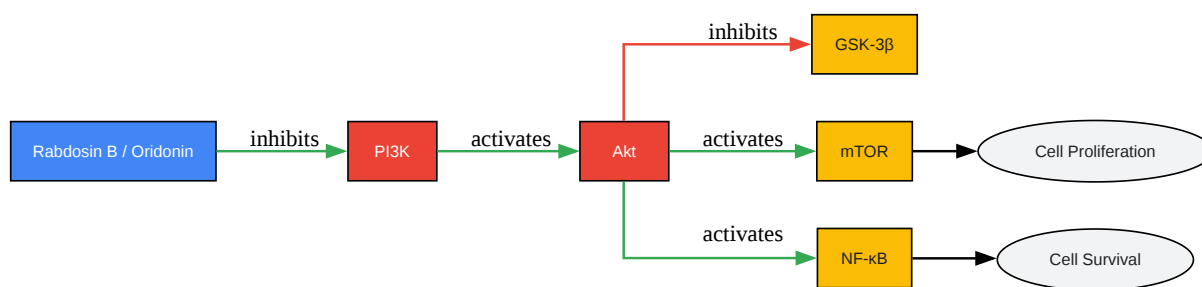 inhibits
GSK-3β
Rabdosin B / Oridonin
inhibits
PI3K
activates
Akt
activates
mTOR
Cell Proliferation
activates
NF-κB
Cell Survival